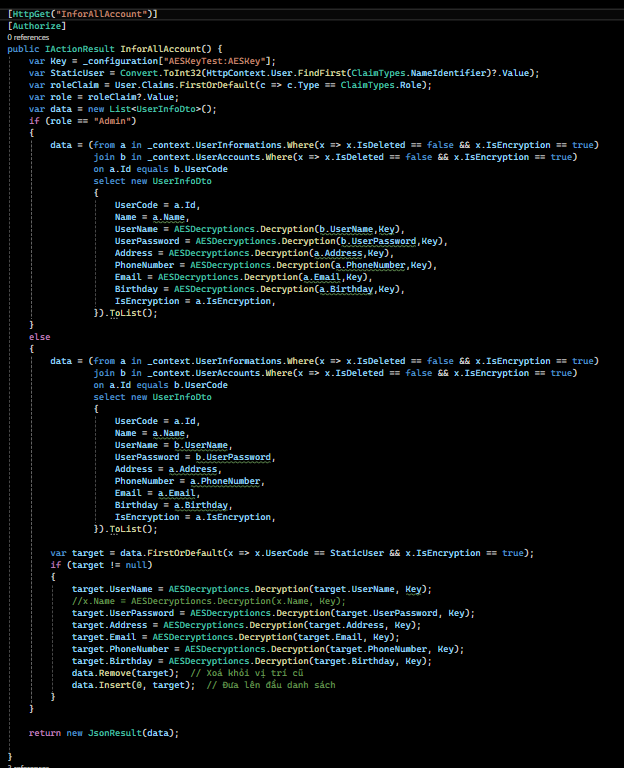 [HttpGet("InforAllAccount")]
[Authorize]
0 references
public IActionResult InforAllAccount() {
    var Key = _configuration["AESKeyTest:AESKey"];
    var StaticUser = Convert.ToInt32(HttpContext.User.FindFirst(ClaimTypes.NameIdentifier)?.Value);
    var roleClaim = User.Claims.FirstOrDefault(c => c.Type == ClaimTypes.Role);
    var role = roleClaim?.Value;
    var data = new List<UserInfoDto>();
    if (role == "Admin")
    {
        data = (from a in _context.UserInformations.Where(x => x.IsDeleted == false && x.IsEncryption == true)
                join b in _context.UserAccounts.Where(x => x.IsDeleted == false && x.IsEncryption == true)
                on a.Id equals b.UserCode
                select new UserInfoDto
                {
                    UserCode = a.Id,
                    Name = a.Name,
                    UserName = AESDecryptioncs.Decryption(b.UserName,Key),
                    UserPassword = AESDecryptioncs.Decryption(b.UserPassword,Key),
                    Address = AESDecryptioncs.Decryption(a.Address,Key),
                    PhoneNumber = AESDecryptioncs.Decryption(a.PhoneNumber,Key),
                    Email = AESDecryptioncs.Decryption(a.Email,Key),
                    Birthday = AESDecryptioncs.Decryption(a.Birthday,Key),
                    IsEncryption = a.IsEncryption,
                }).ToList();
    }
    else
    {
        data = (from a in _context.UserInformations.Where(x => x.IsDeleted == false && x.IsEncryption == true)
                join b in _context.UserAccounts.Where(x => x.IsDeleted == false && x.IsEncryption == true)
                on a.Id equals b.UserCode
                select new UserInfoDto
                {
                    UserCode = a.Id,
                    Name = a.Name,
                    UserName = b.UserName,
                    UserPassword = b.UserPassword,
                    Address = a.Address,
                    PhoneNumber = a.PhoneNumber,
                    Email = a.Email,
                    Birthday = a.Birthday,
                    IsEncryption = a.IsEncryption,
                }).ToList();
        var target = data.FirstOrDefault(x => x.UserCode == StaticUser && x.IsEncryption == true);
        if (target != null)
        {
            target.UserName = AESDecryptioncs.Decryption(target.UserName, Key);
            //x.Name = AESDecryptioncs.Decryption(x.Name, Key);
            target.UserPassword = AESDecryptioncs.Decryption(target.UserPassword, Key);
            target.Address = AESDecryptioncs.Decryption(target.Address, Key);
            target.Email = AESDecryptioncs.Decryption(target.Email, Key);
            target.PhoneNumber = AESDecryptioncs.Decryption(target.PhoneNumber, Key);
            target.Birthday = AESDecryptioncs.Decryption(target.Birthday, Key);
            data.Remove(target);  // Xoá khỏi vị trí cũ
            data.Insert(0, target);  // Đưa lên đầu danh sách
        }
    }
    return new JsonResult(data);
}